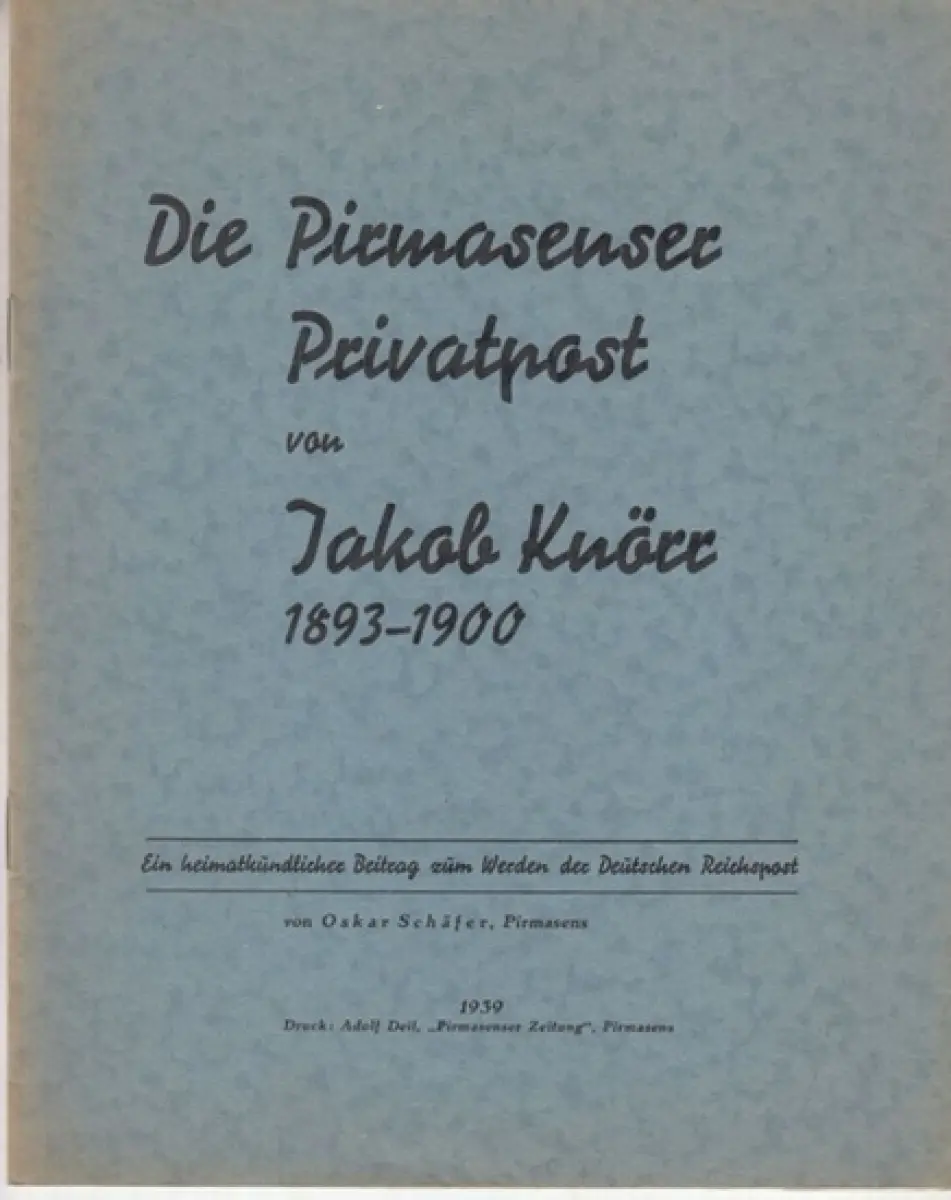 Die Pirmasenser
Privatpost
von
Jakob Knörr
1893-1900
Ein heimatkündlicher Beitrag zum Werden der Deutschen Reichspost
von Oskar Schäfer, Pirmasens
1939
Druck: Adolf Deil, „Pirmasenser Zeitung“, Pirmasens